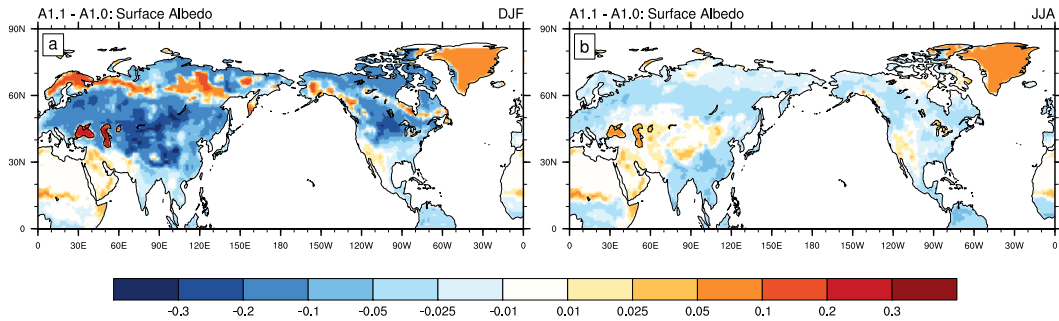 A1.1 - A1.0: Surface Albedo DJF
a
90N
60N
30N
0
0 30E 60E 90E 120E 150E 180 150W 120W 90W 60W 30W 0
A1.1 - A1.0: Surface Albedo JJA
b
90N
60N
30N
0
0 30E 60E 90E 120E 150E 180 150W 120W 90W 60W 30W 0
-0.3 -0.2 -0.1 -0.05 -0.025 -0.01 0.01 0.025 0.05 0.1 0.2 0.3